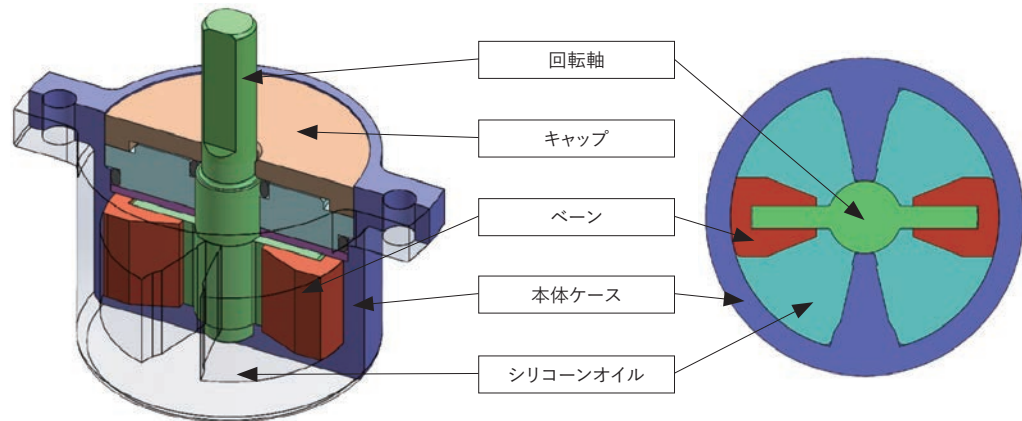 回転軸
キャップ
ベーン
本体ケース
シリコーンオイル